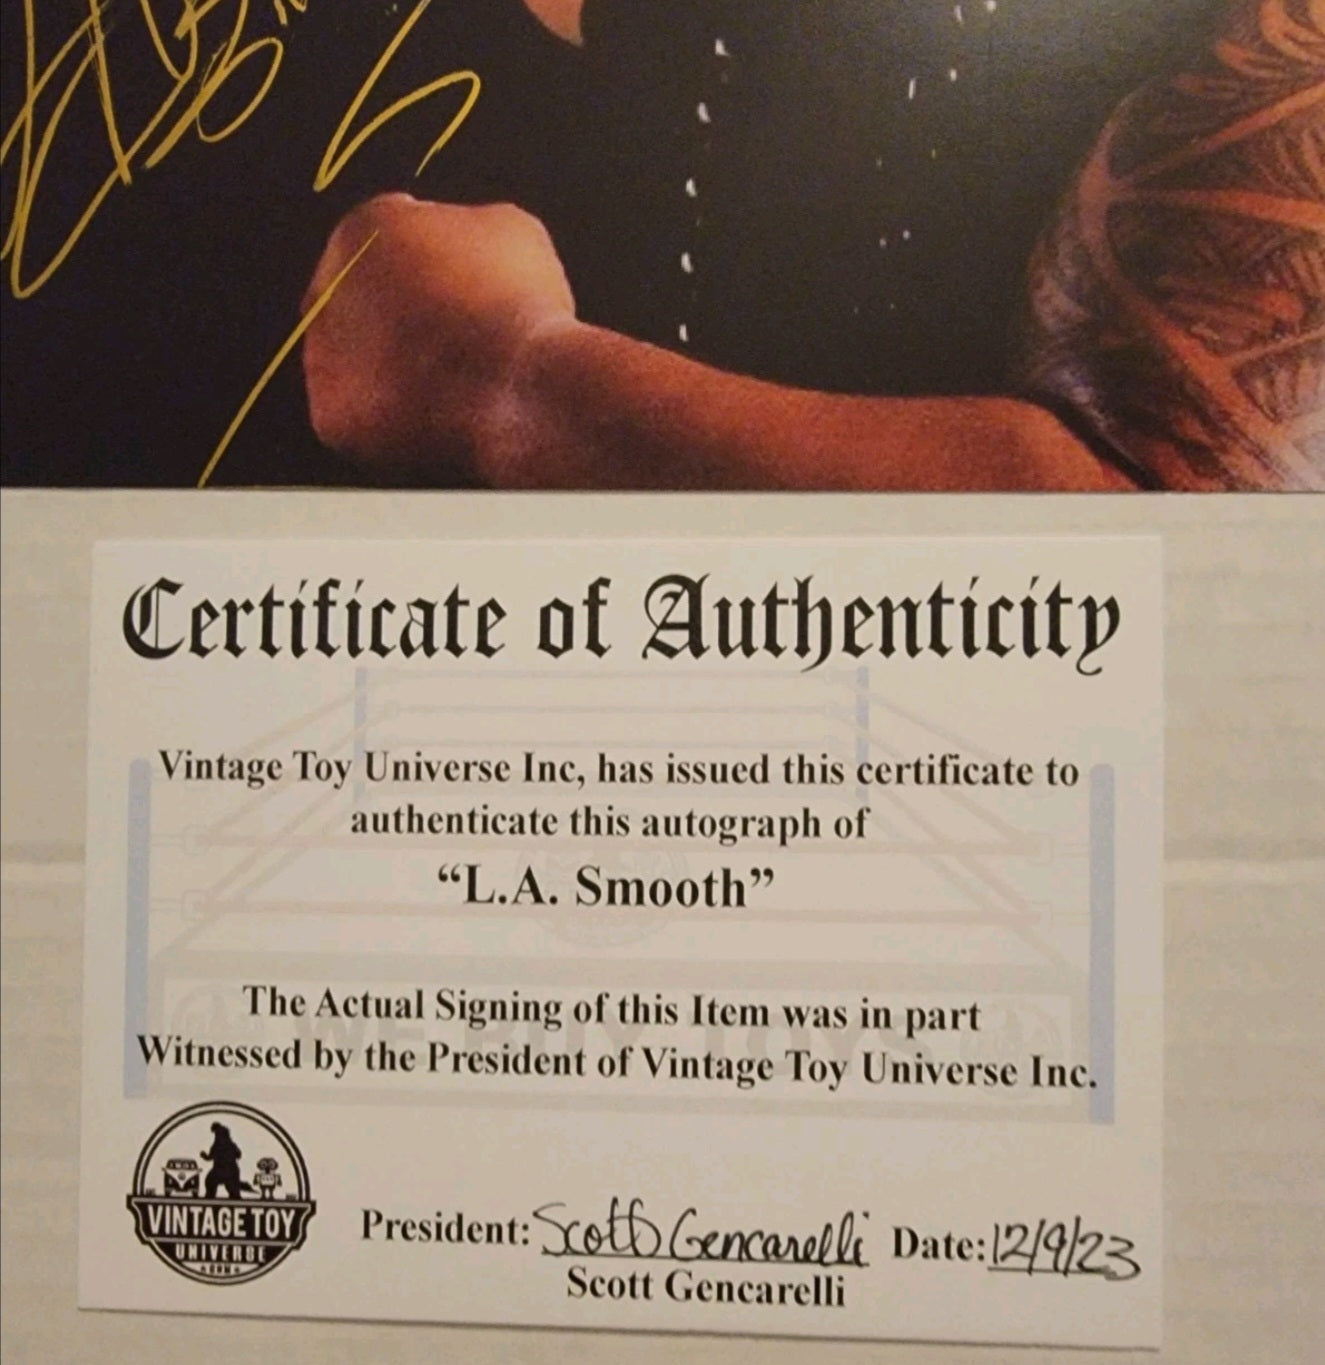 Certificate of Authenticity
Vintage Toy Universe Inc, has issued this certificate to
authenticate this autograph of
“L.A. Smooth”
The Actual Signing of this Item was in part
Witnessed by the President of Vintage Toy Universe Inc.
VINTAGE TOY
UNIVERSE
President: Scott Gencarelli Date: 12/9/23
Scott Gencarelli